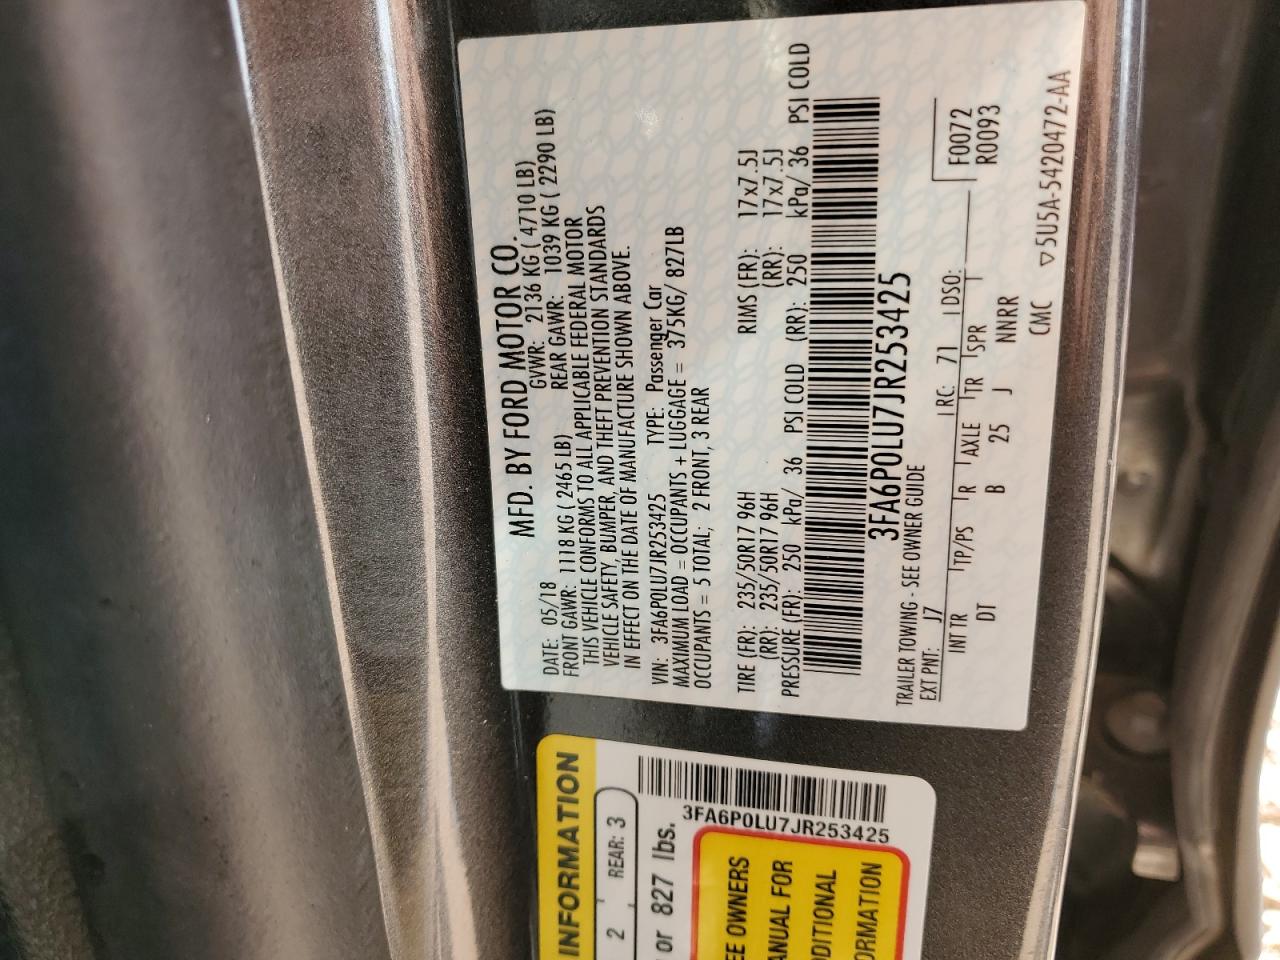 MFD. BY FORD MOTOR CO.
DATE: 05/18 GVWR: 2136 KG ( 4710 LB)
FRONT GAWR: 1118 KG ( 2465 LB) REAR GAWR: 1039 KG ( 2290 LB)
THIS VEHICLE CONFORMS TO ALL APPLICABLE FEDERAL MOTOR
VEHICLE SAFETY, BUMPER, AND THEFT PREVENTION STANDARDS
IN EFFECT ON THE DATE OF MANUFACTURE SHOWN ABOVE.
VIN: 3FA6P0LU7JR253425 TYPE: Passenger Car
MAXIMUM LOAD = OCCUPANTS + LUGGAGE = 375KG/ 827LB
OCCUPANTS = 5 TOTAL, 2 FRONT, 3 REAR
TIRE (FR): 235/50R17 96H RIMS (FR): 17x7.5J
(RR): 235/50R17 96H (RR): 17x7.5J
PRESSURE (FR): 250 kPa/ 36 PSI COLD (RR): 250 kPa/ 36 PSI COLD
3FA6P0LU7JR253425
TRAILER TOWING - SEE OWNER GUIDE
EXT PNT: J7 RC: 71 DSO: F0072
INT TR TP/PS R AXLE TR SPR R0093
DT B 25 J NNRR
CMC ▽5U5A-5420472-AA
INFORMATION
2 REAR: 3
or 827 lbs.
3FA6P0LU7JR253425
EE OWNERS
ANUAL FOR
DDITIONAL
ORMATION